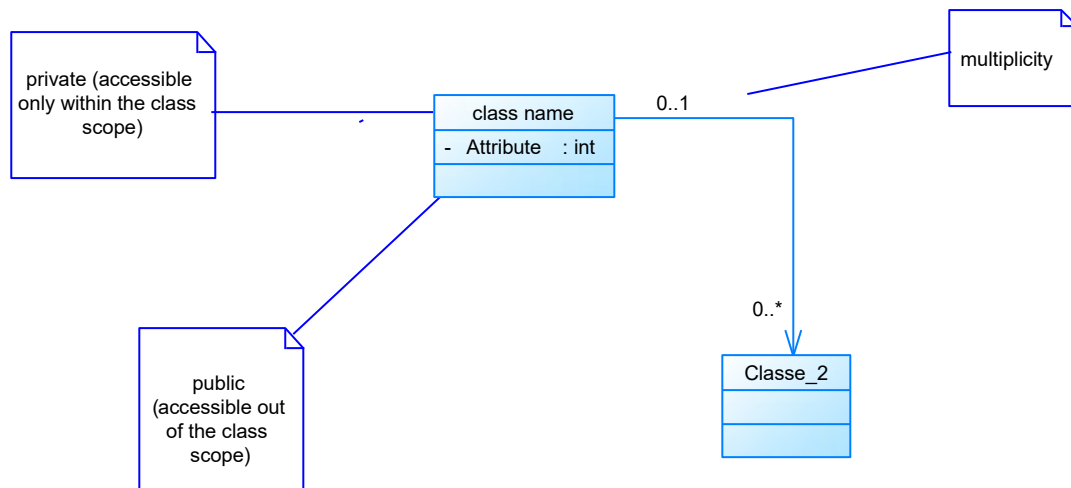 private (accessible
only within the class
scope)
class name
- Attribute : int
0..1
multiplicity
0..*
Classe_2
public
(accessible out
of the class
scope)